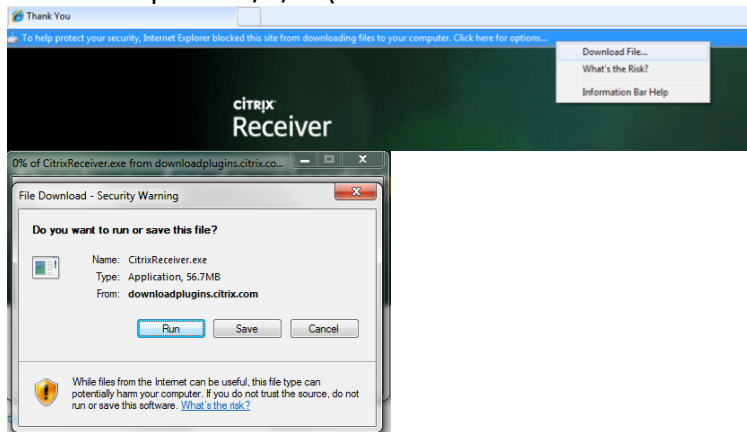 Thank You
To help protect your security, Internet Explorer blocked this site from downloading files to your computer. Click here for options...
Download File...
What's the Risk?
Information Bar Help
CITRIX
Receiver
0% of CitrixReceiver.exe from downloadplugins.citrix.co...
File Download - Security Warning
Do you want to run or save this file?
Name: CitrixReceiver.exe
Type: Application, 56.7MB
From: downloadplugins.citrix.com
Run Save Cancel
While files from the Internet can be useful, this file type can
potentially harm your computer. If you do not trust the source, do not
run or save this software. What's the risk?